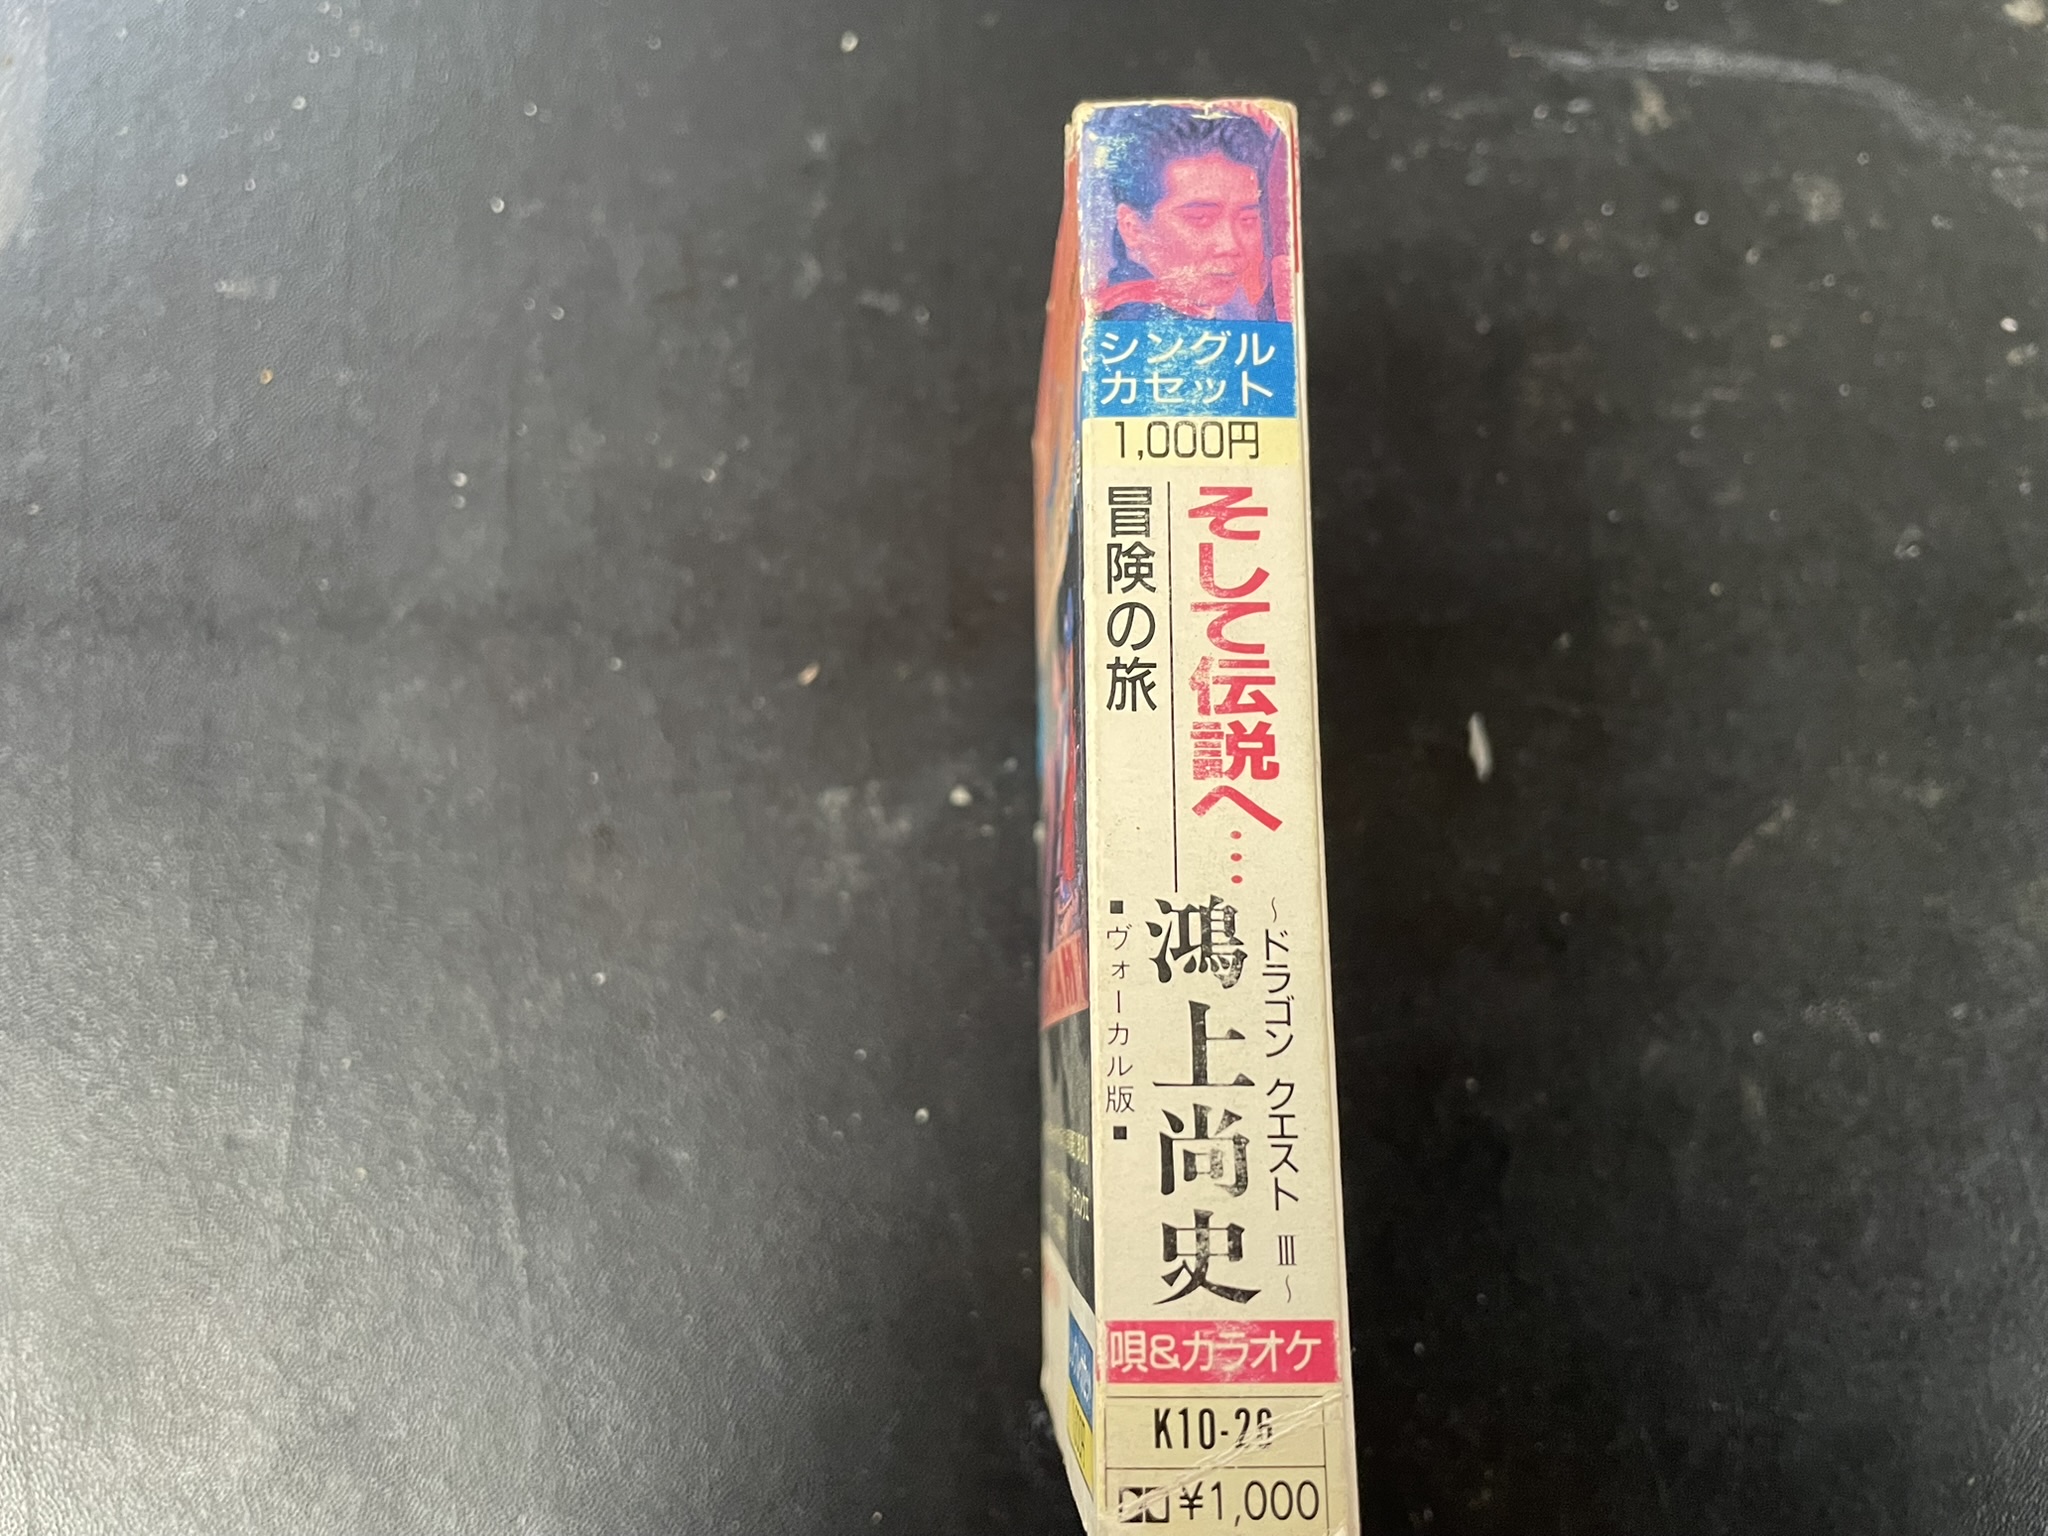 シングル
カセット
1,000円
そして伝説へ‥‥
～ドラゴン クエスト III～
冒険の旅
鴻上尚史
■ヴォーカル版■
唄&カラオケ
K10-26
¥1,000